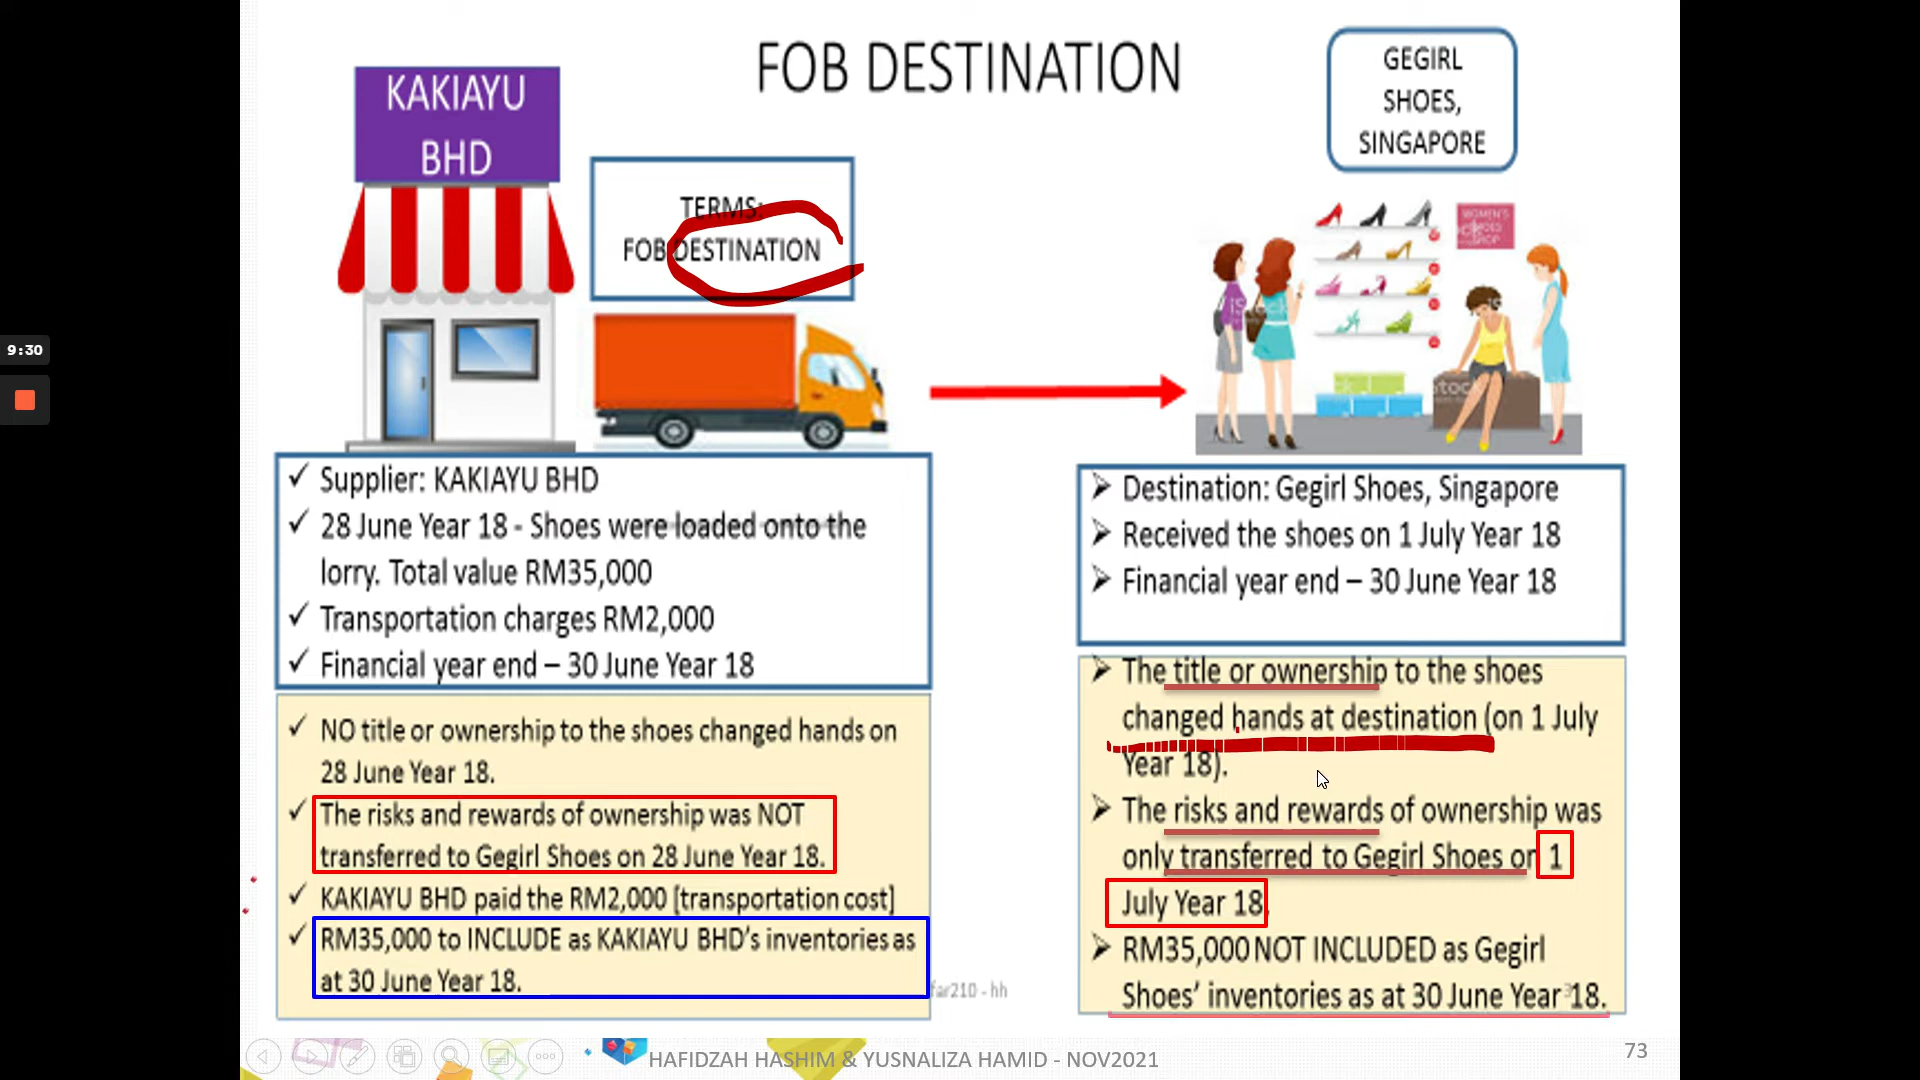 FOB DESTINATION
KAKIAYU
BHD
GEGIRL
SHOES,
SINGAPORE
TERMS:
FOB DESTINATION
WOMEN'S
SHOP
9:30
✓ Supplier: KAKIAYU BHD
✓ 28 June Year 18 - Shoes were loaded onto the
lorry. Total value RM35,000
✓ Transportation charges RM2,000
✓ Financial year end – 30 June Year 18
✓ NO title or ownership to the shoes changed hands on
28 June Year 18.
✓ The risks and rewards of ownership was NOT
transferred to Gegirl Shoes on 28 June Year 18.
✓ KAKIAYU BHD paid the RM2,000 [transportation cost]
✓ RM35,000 to INCLUDE as KAKIAYU BHD's inventories as
at 30 June Year 18.
➢ Destination: Gegirl Shoes, Singapore
➢ Received the shoes on 1 July Year 18
➢ Financial year end – 30 June Year 18
➢ The title or ownership to the shoes
changed hands at destination (on 1 July
Year 18).
➢ The risks and rewards of ownership was
only transferred to Gegirl Shoes on 1
July Year 18.
➢ RM35,000 NOT INCLUDED as Gegirl
Shoes' inventories as at 30 June Year 18.
far210 - hh
HAFIDZAH HASHIM & YUSNALIZA HAMID - NOV2021
73